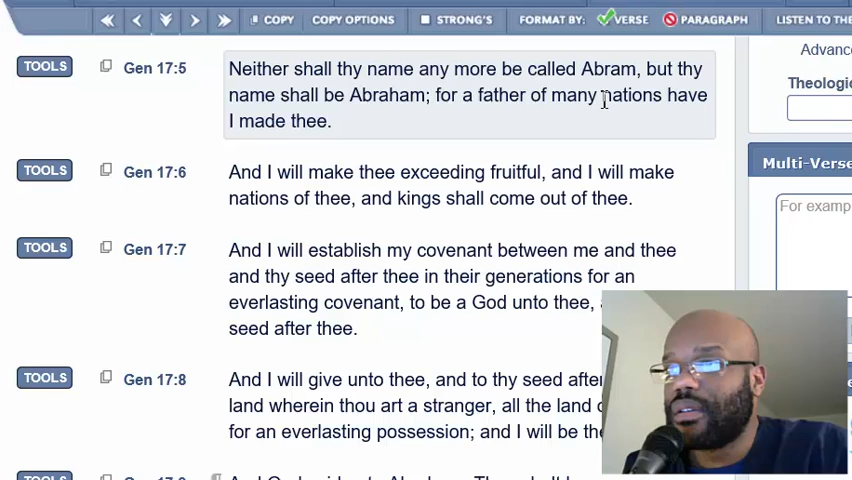 COPY COPY OPTIONS STRONG'S FORMAT BY: VERSE PARAGRAPH LISTEN TO THE
TOOLS Gen 17:5 Neither shall thy name any more be called Abram, but thy
name shall be Abraham; for a father of many nations have
I made thee.
TOOLS Gen 17:6 And I will make thee exceeding fruitful, and I will make
nations of thee, and kings shall come out of thee.
TOOLS Gen 17:7 And I will establish my covenant between me and thee
and thy seed after thee in their generations for an
everlasting covenant, to be a God unto thee,
seed after thee.
TOOLS Gen 17:8 And I will give unto thee, and to thy seed after
land wherein thou art a stranger, all the land
for an everlasting possession; and I will be the
Advanc
Theolog
Multi-Verse
For examp